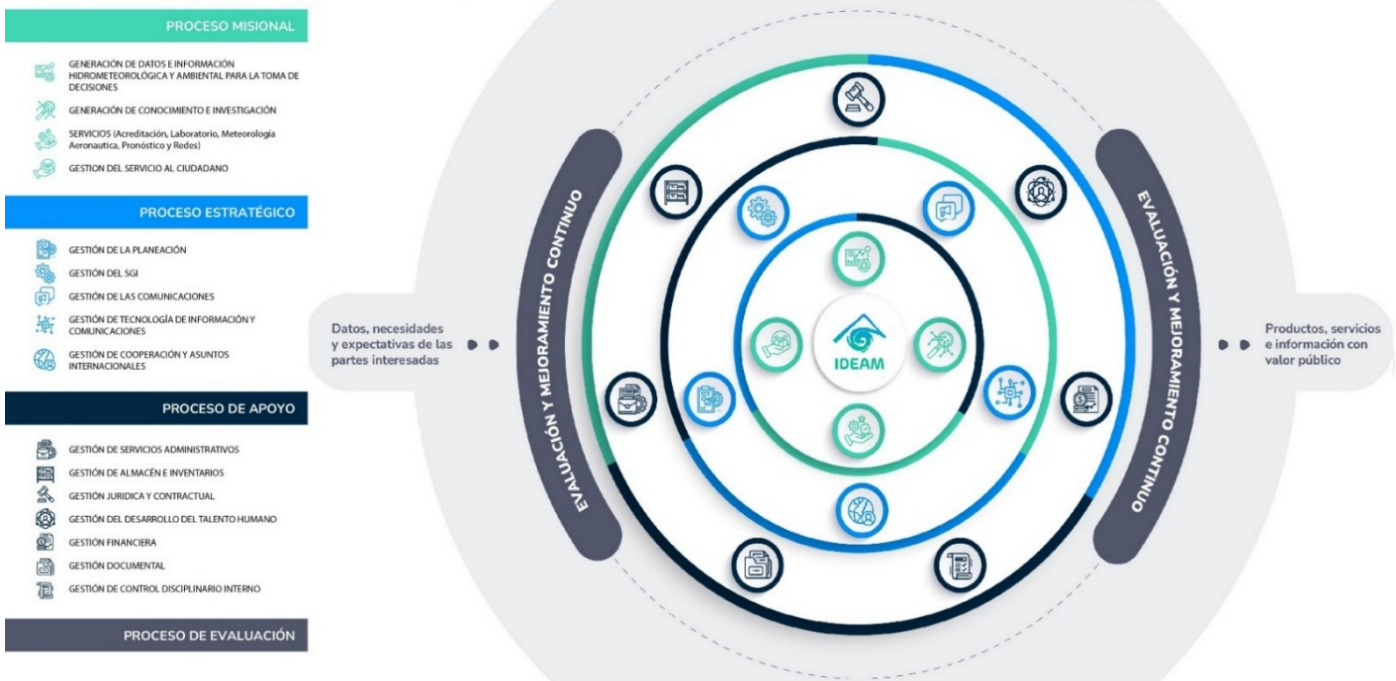 PROCESO MISIONAL
GENERACIÓN DE DATOS E INFORMACIÓN
HIDROMETEOROLÓGICA Y AMBIENTAL PARA LA TOMA DE
DECISIONES
GENERACIÓN DE CONOCIMIENTO E INVESTIGACIÓN
SERVICIOS (Acreditación, Laboratorio, Meteorología
Aeronautica, Pronóstico y Redes)
GESTION DEL SERVICIO AL CIUDADANO
PROCESO ESTRATÉGICO
GESTIÓN DE LA PLANEACIÓN
GESTIÓN DEL SGI
GESTIÓN DE LAS COMUNICACIONES
GESTIÓN DE TECNOLOGÍA DE INFORMACIÓN Y
COMUNICACIONES
GESTIÓN DE COOPERACIÓN Y ASUNTOS
INTERNACIONALES
PROCESO DE APOYO
GESTIÓN DE SERVICIOS ADMINISTRATIVOS
GESTIÓN DE ALMACÉN E INVENTARIOS
GESTIÓN JURIDICA Y CONTRACTUAL
GESTIÓN DEL DESARROLLO DEL TALENTO HUMANO
GESTIÓN FINANCIERA
GESTIÓN DOCUMENTAL
GESTIÓN DE CONTROL DISCIPLINARIO INTERNO
PROCESO DE EVALUACIÓN
Datos, necesidades
y expectativas de las
partes interesadas
EVALUACIÓN Y MEJORAMIENTO CONTINUO
IDEAM
EVALUACIÓN Y MEJORAMIENTO CONTINUO
Productos, servicios
e información con
valor público